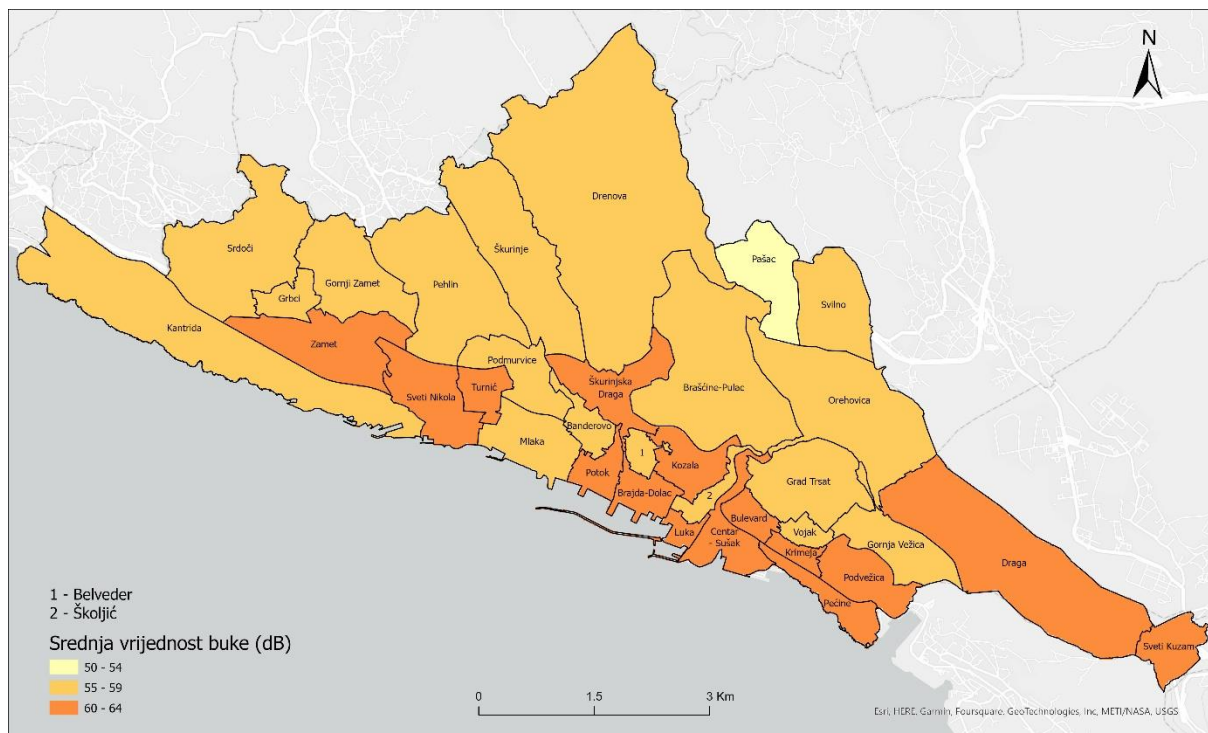 N
Drenova
Škurinje
Srdoči
Pašac
Gornji Zamet
Pehlin
Grbci
Svilno
Kantrida
Zamet
Podmurvice
Škurinjska
Draga
Brašćine-Pulac
Turnić
Sveti Nikola
Orehovica
Banderovo
Mlaka
1
Kozala
Potok
Grad Trsat
Brajda-Dolac
2
Bulevard
Luka
Centar
- Sušak
Vojak
Gornja Vežica
Krimeja
Draga
Podvežica
Pećine
Sveti Kuzam
1 - Belveder
2 - Školjić
Srednja vrijednost buke (dB)
50 - 54
55 - 59
60 - 64
0 1.5 3 Km
Esri, HERE, Garmin, Foursquare, GeoTechnologies, Inc, METI/NASA, USGS